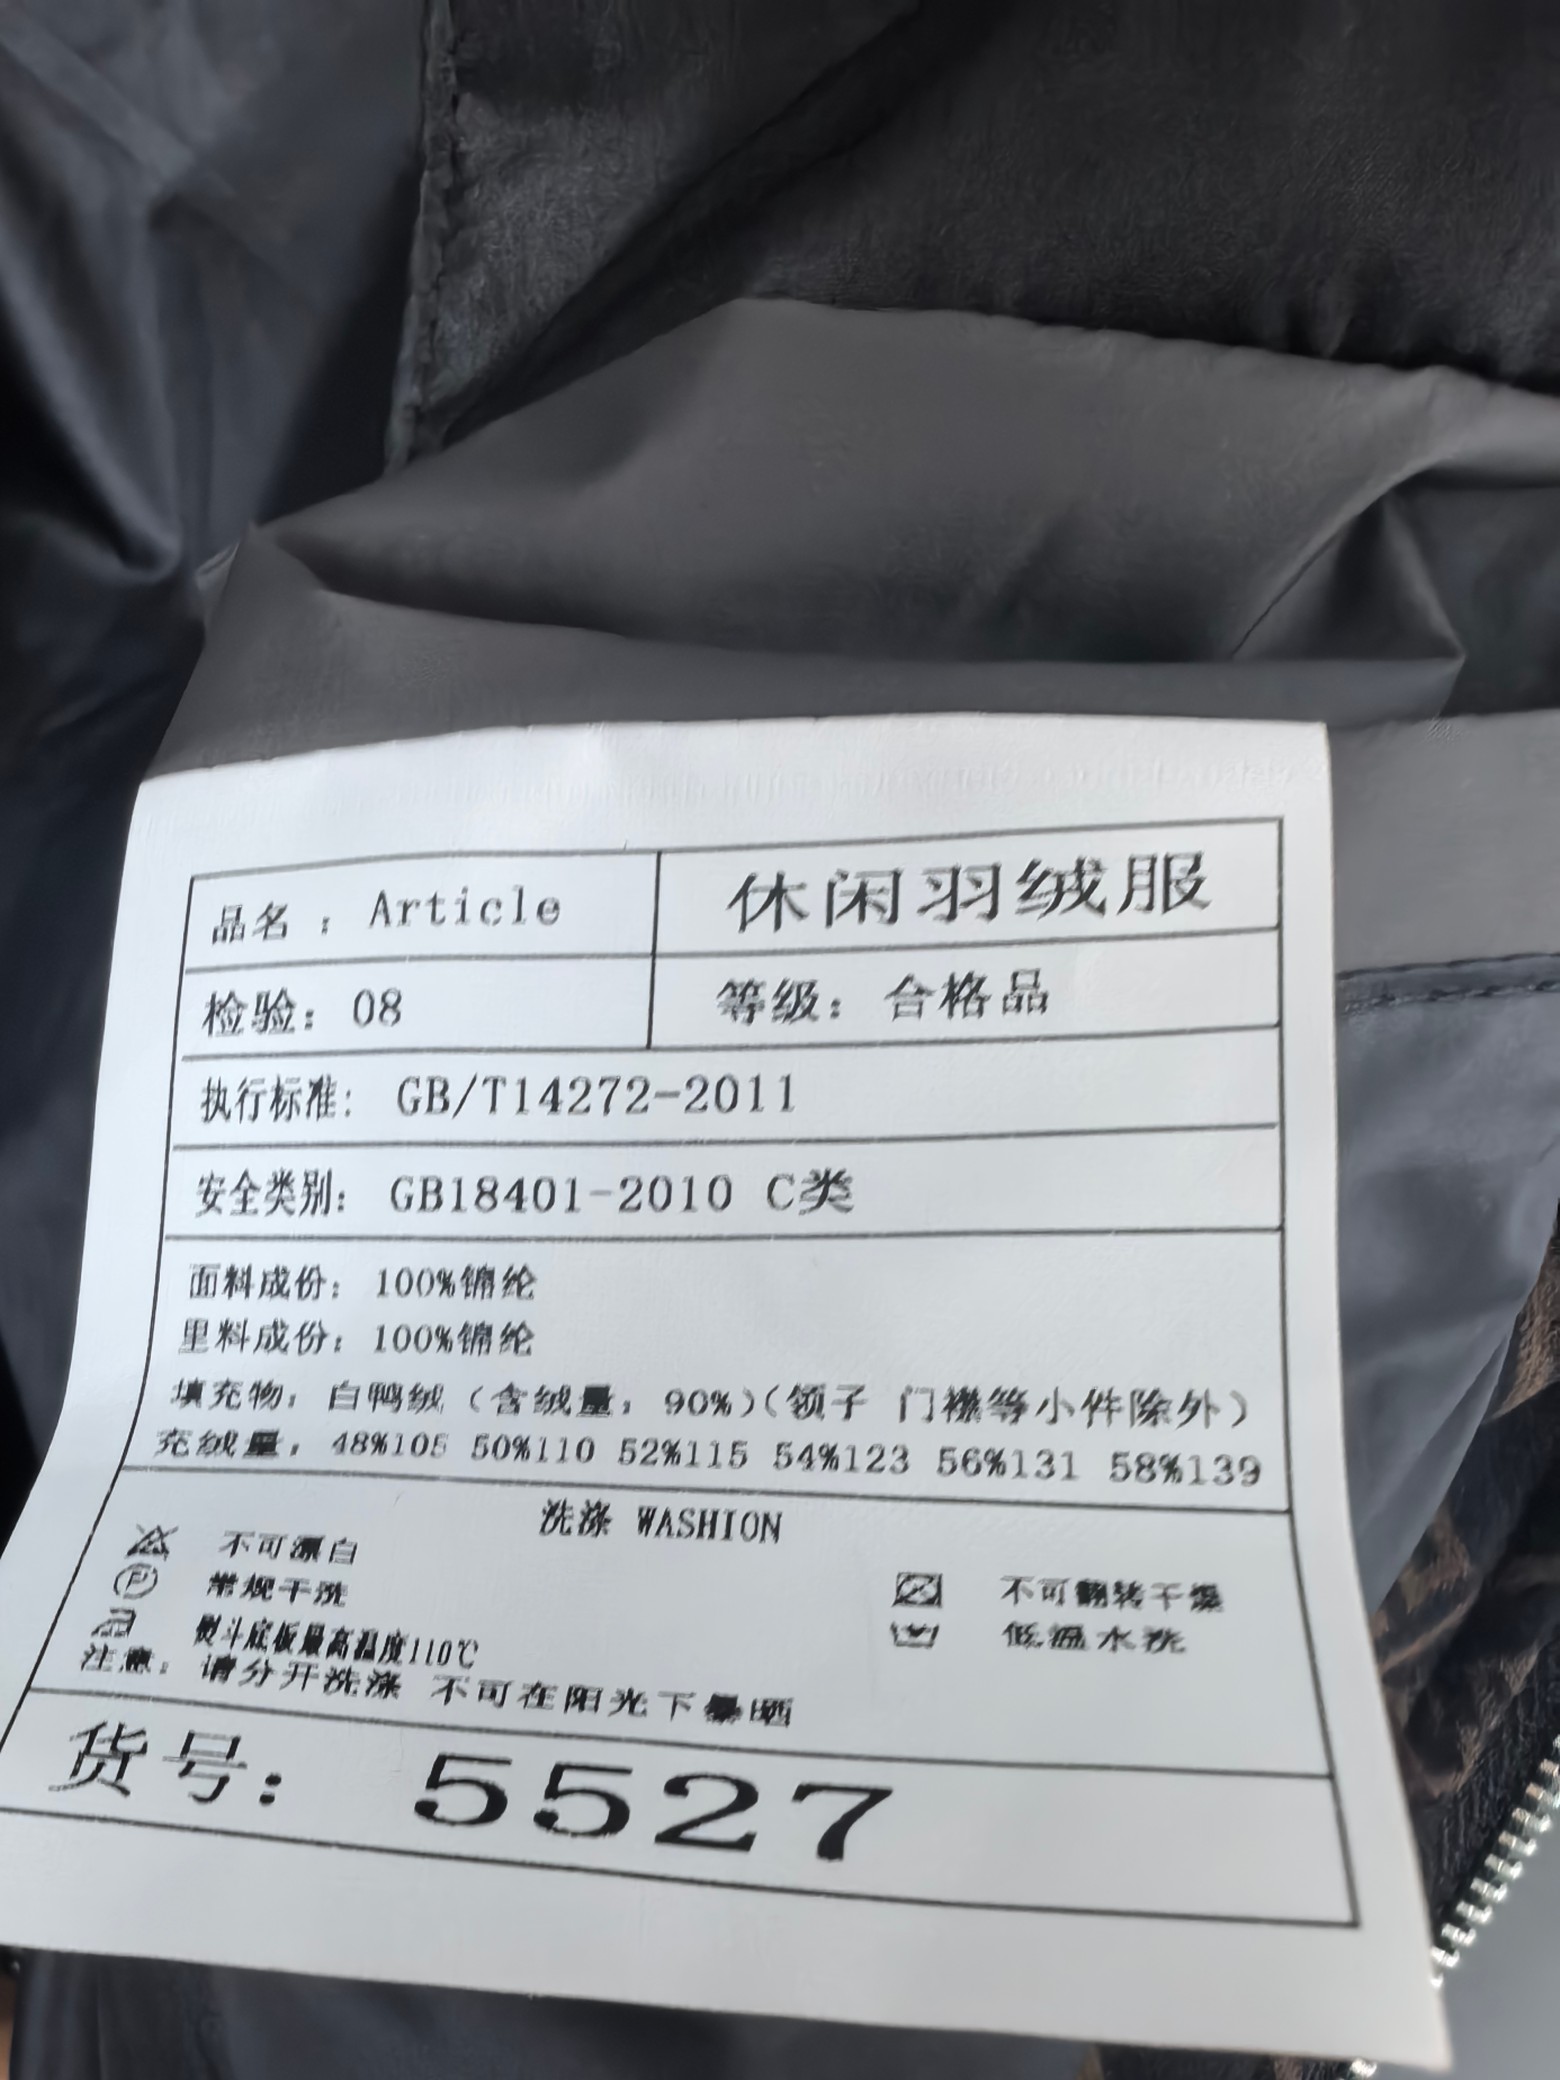 品名：Article 休闲羽绒服
检验：08 等级：合格品
执行标准: GB/T14272-2011
安全类别：GB18401-2010 C类
面料成份：100%锦纶
里料成份：100%锦纶
填充物：白鸭绒（含绒量：90%）（领子 门襟等小件除外）
充绒量：48%105 50%110 52%115 54%123 56%131 58%139
洗涤 WASHION
不可漂白
P 常规干洗 不可翻转干燥
熨斗底板最高温度110℃ 低温水洗
注意：请分开洗涤 不可在阳光下暴晒
货号：5527